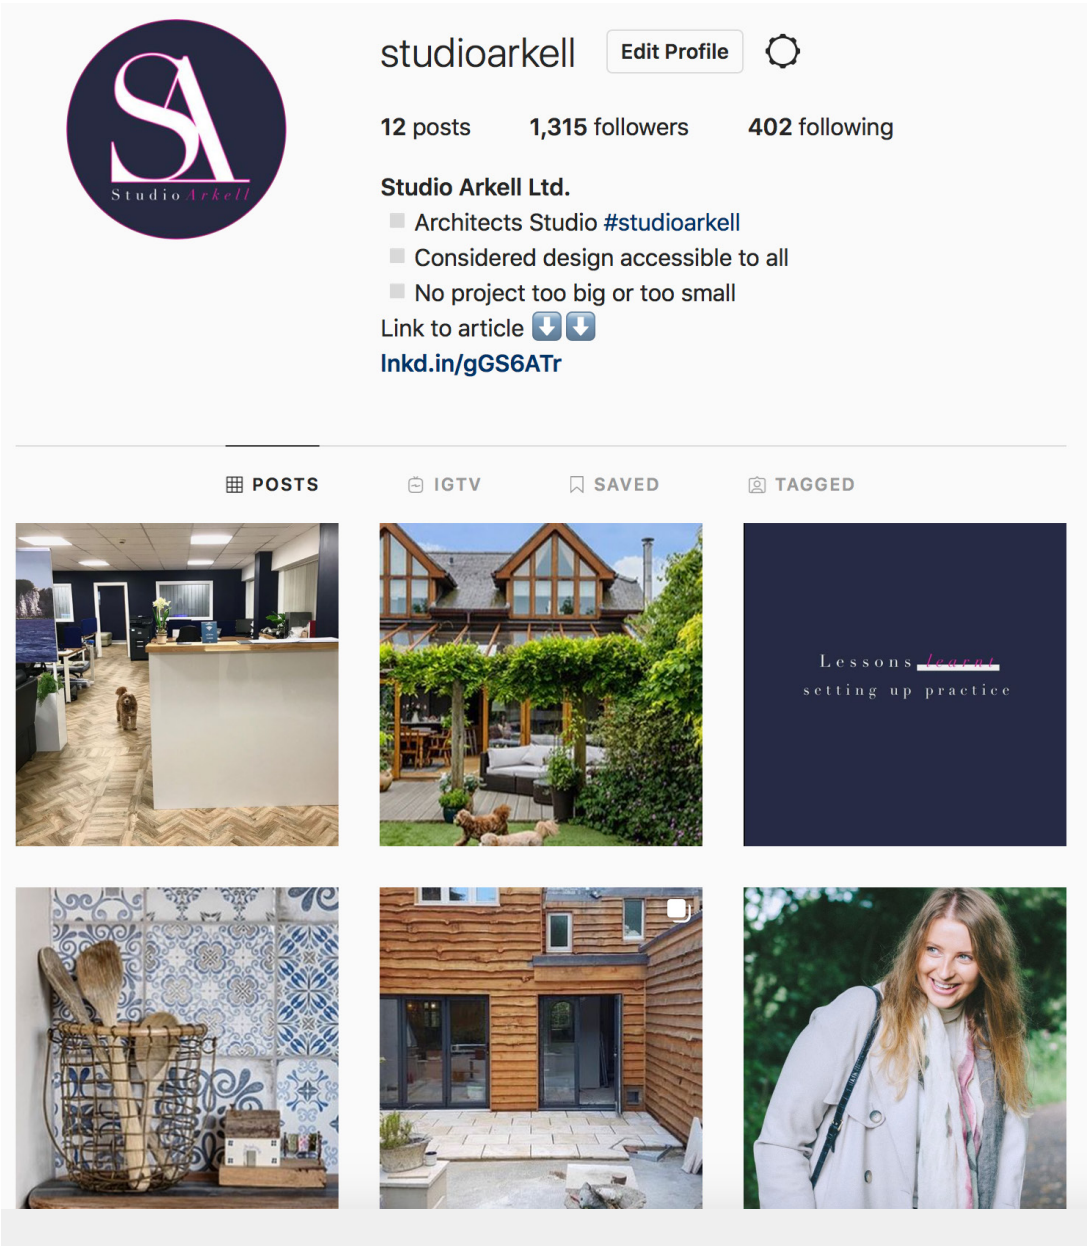 SA
Studio Arkell
studioarkell Edit Profile
12 posts 1,315 followers 402 following
Studio Arkell Ltd.
Architects Studio #studioarkell
Considered design accessible to all
No project too big or too small
Link to article ⬇️⬇️
lnkd.in/gGS6ATr
POSTS IGTV SAVED TAGGED
Lessons learnt
setting up practice